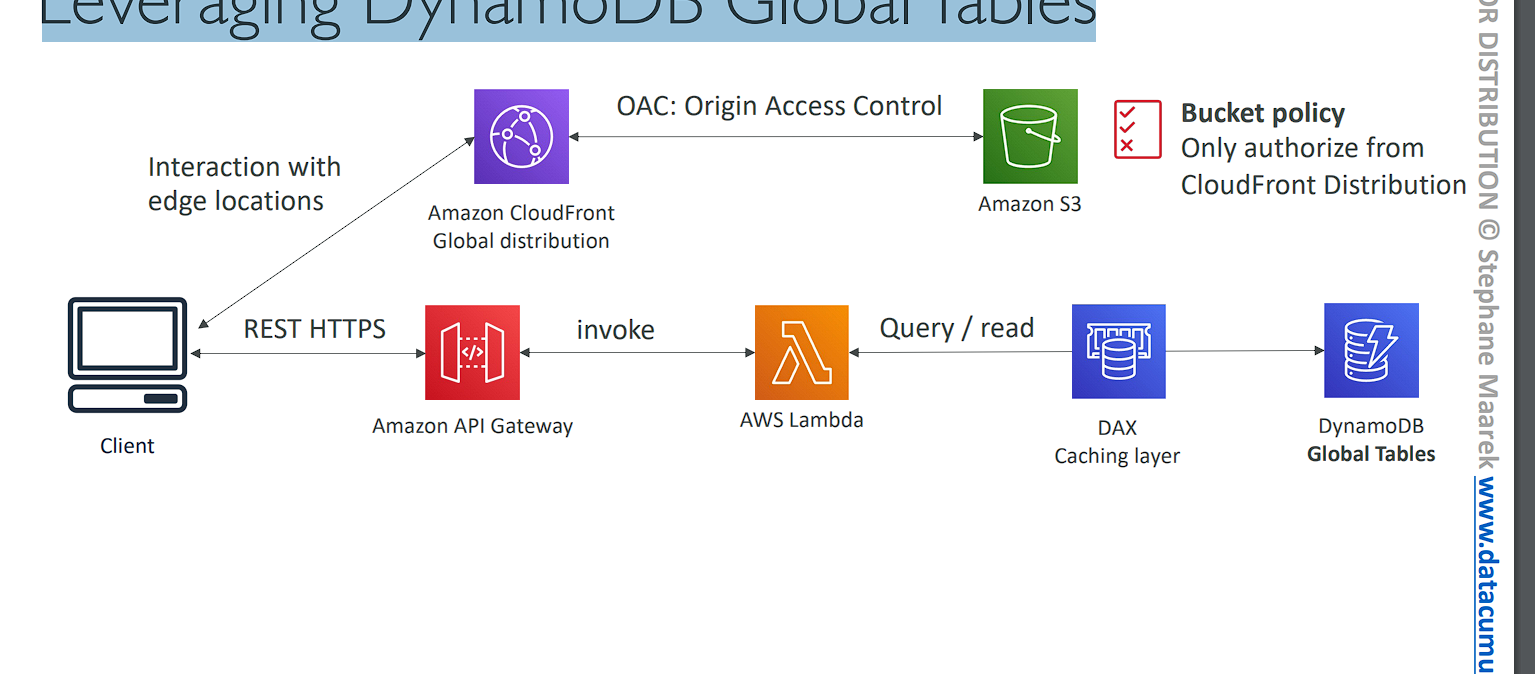 Leveraging DynamoDB Global Tables
OAC: Origin Access Control
Bucket policy
Only authorize from
CloudFront Distribution
Interaction with
edge locations
Amazon CloudFront
Global distribution
Amazon S3
REST HTTPS
invoke
Query / read
Client
Amazon API Gateway
AWS Lambda
DAX
Caching layer
DynamoDB
Global Tables
OR DISTRIBUTION © Stephane Maarek www.datacumu